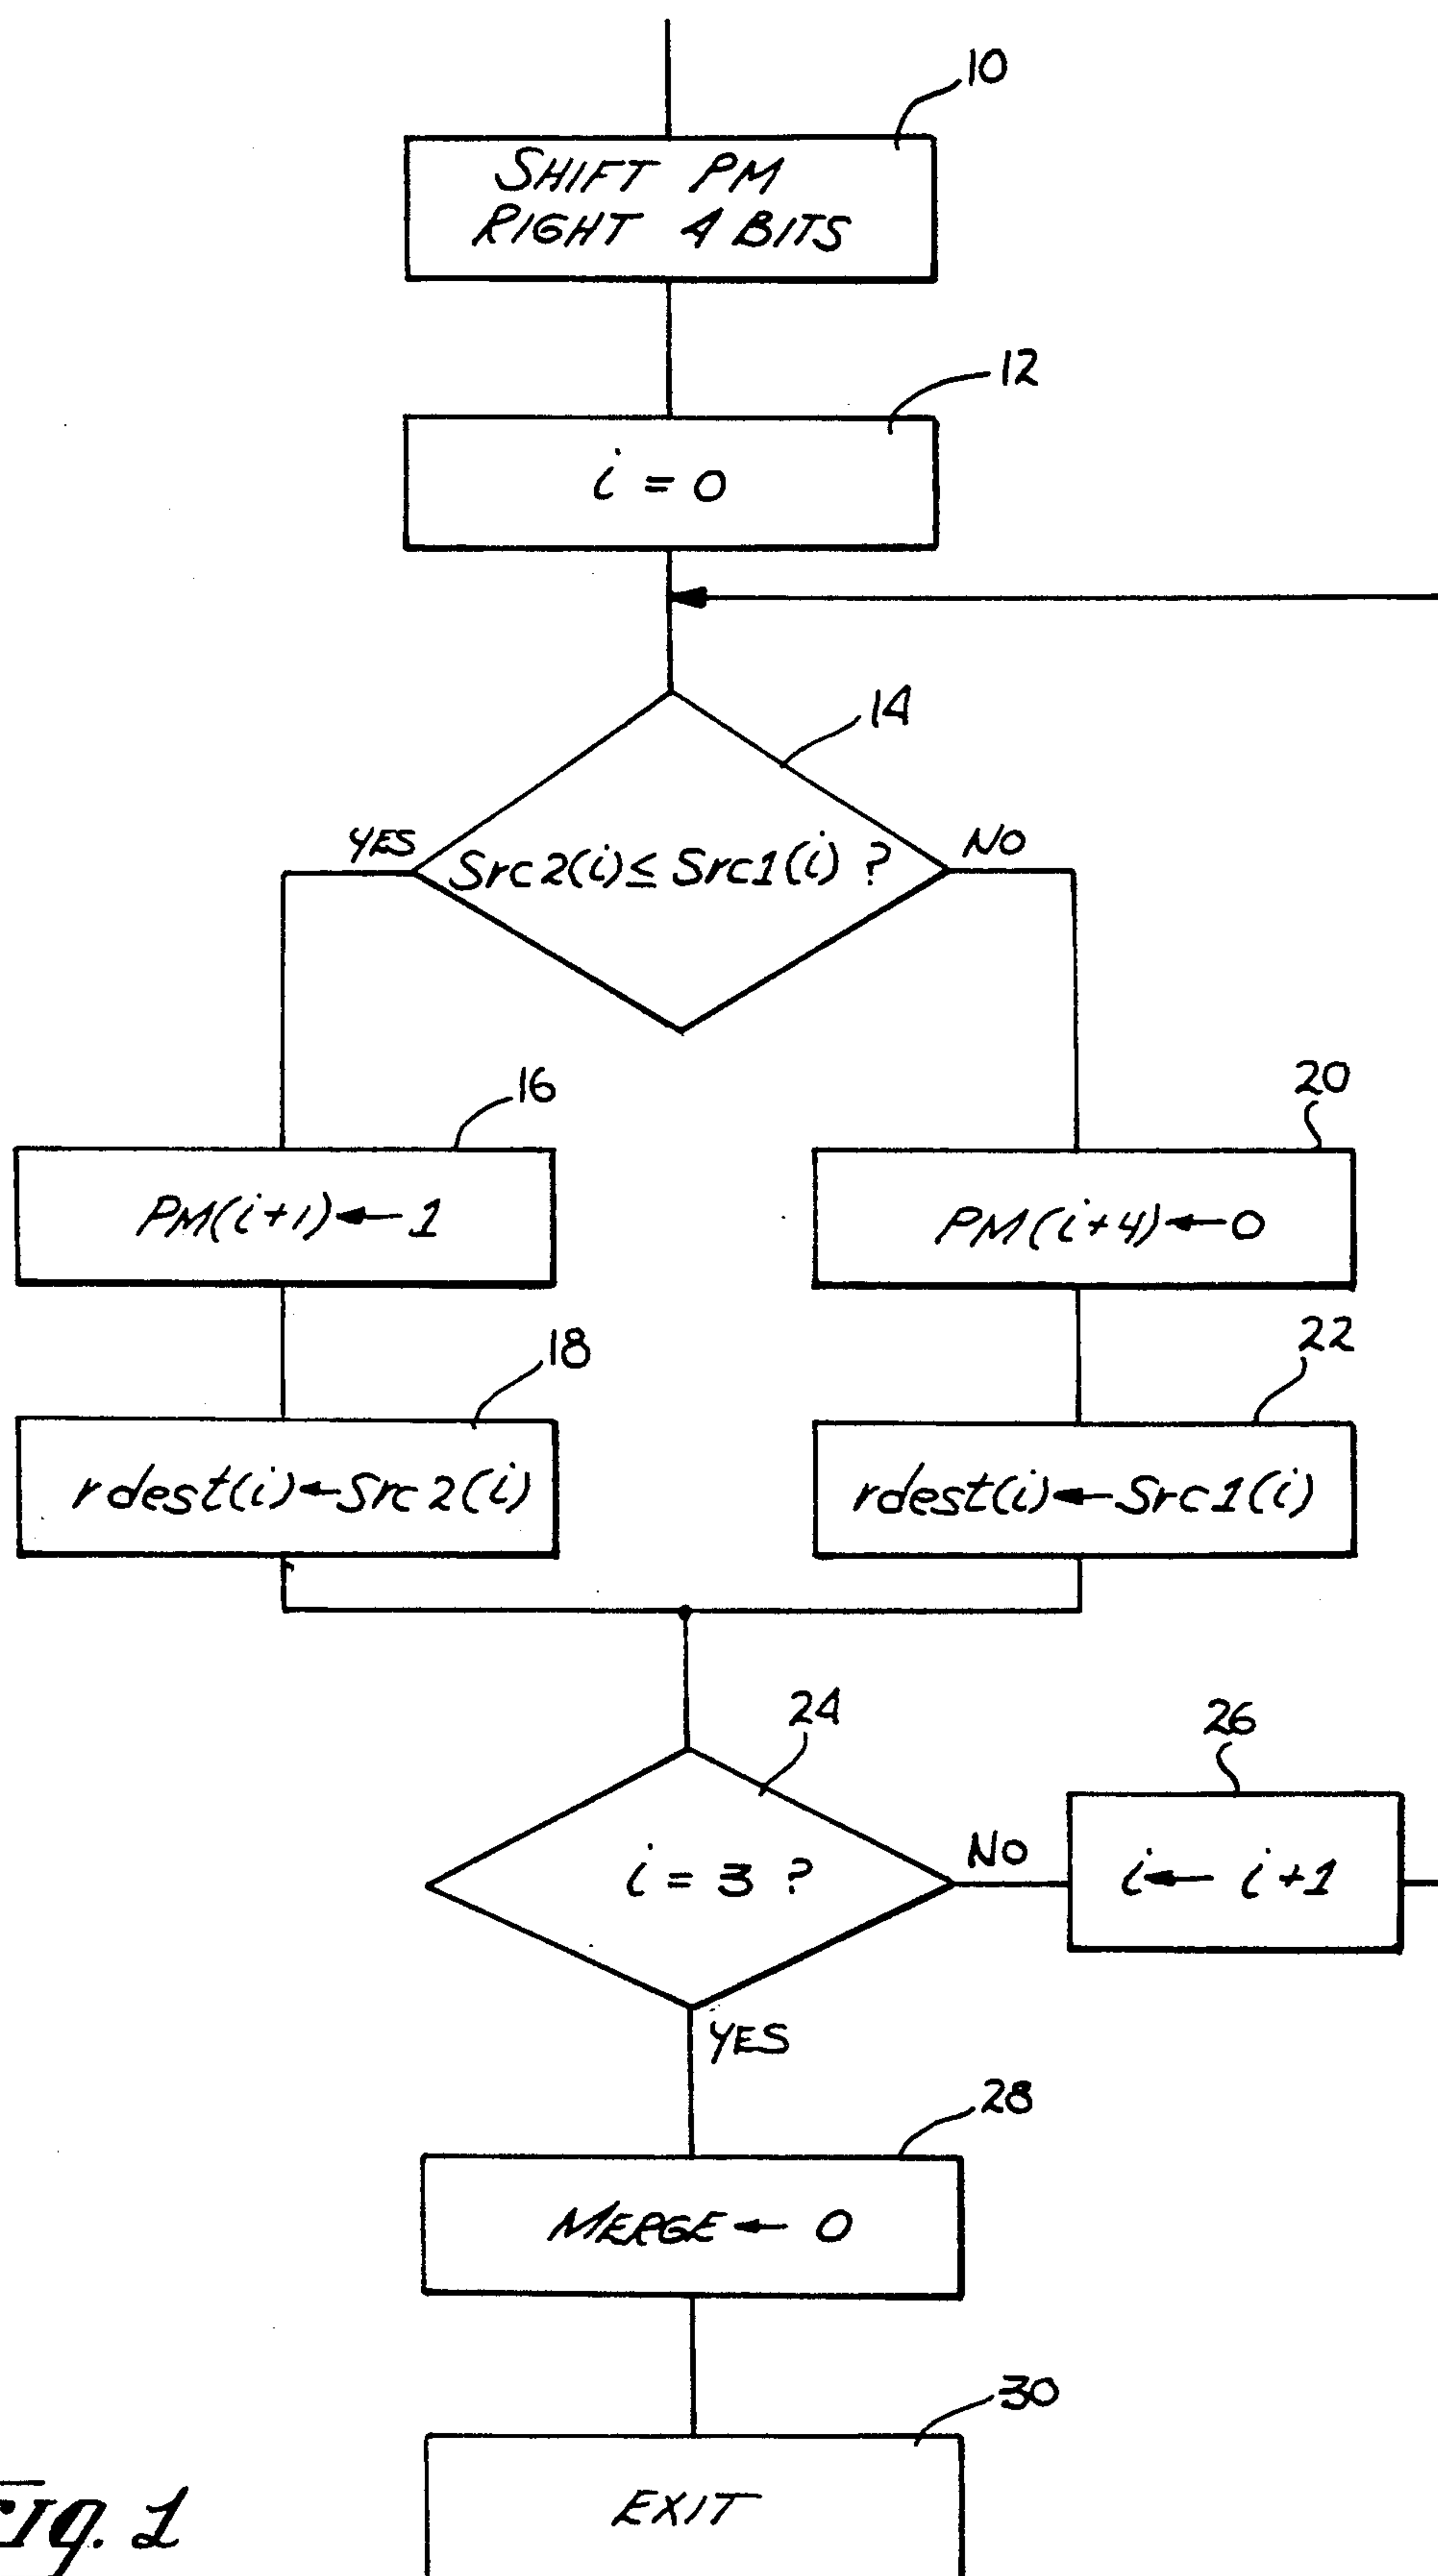 10
SHIFT PM
RIGHT 4 BITS
12
i = 0
14
YES
Src2(i) ≤ Src1(i) ?
NO
16
20
PM(i+1) ← 1
PM(i+4) ← 0
18
22
rdest(i) ← Src2(i)
rdest(i) ← Src1(i)
24
26
i = 3 ?
NO
i ← i+1
YES
28
MERGE ← 0
30
EXIT
FIG. 1